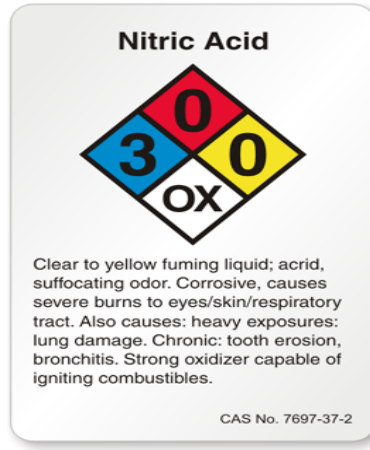 Nitric Acid
0
3 0
OX
Clear to yellow fuming liquid; acrid,
suffocating odor. Corrosive, causes
severe burns to eyes/skin/respiratory
tract. Also causes: heavy exposures:
lung damage. Chronic: tooth erosion,
bronchitis. Strong oxidizer capable of
igniting combustibles.
CAS No. 7697-37-2